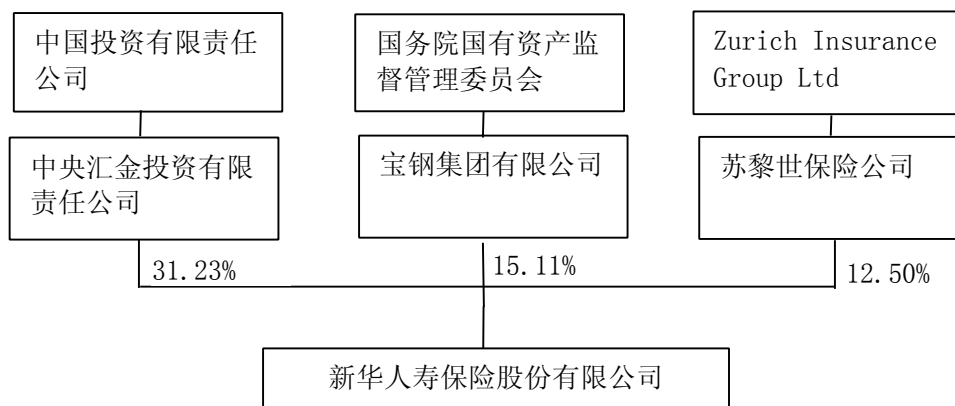 中国投资有限责任
公司
国务院国有资产监
督管理委员会
Zurich Insurance
Group Ltd
中央汇金投资有限
责任公司
宝钢集团有限公司
苏黎世保险公司
31.23%
15.11%
12.50%
新华人寿保险股份有限公司